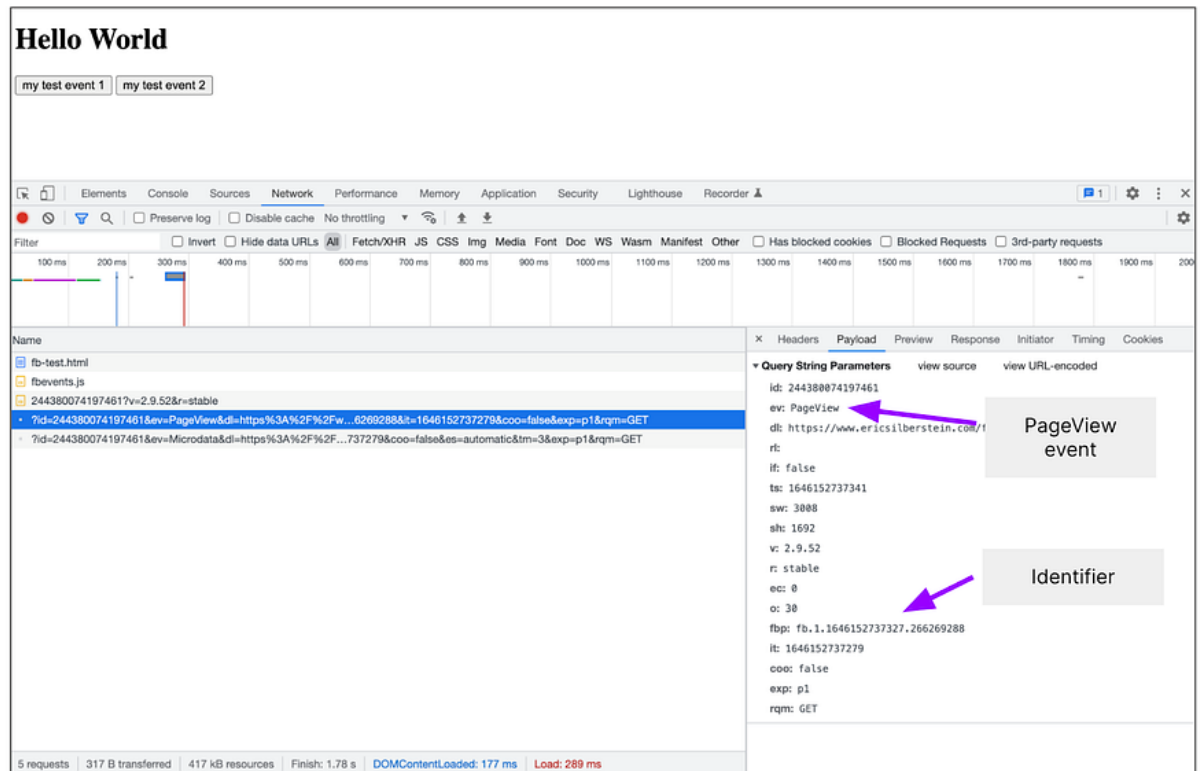 Hello World
my test event 1 my test event 2
Elements Console Sources Network Performance Memory Application Security Lighthouse Recorder 1
Preserve log Disable cache No throttling
Filter Invert Hide data URLs All Fetch/XHR JS CSS Img Media Font Doc WS Wasm Manifest Other Has blocked cookies Blocked Requests 3rd-party requests
100 ms 200 ms 300 ms 400 ms 500 ms 600 ms 700 ms 800 ms 900 ms 1000 ms 1100 ms 1200 ms 1300 ms 1400 ms 1500 ms 1600 ms 1700 ms 1800 ms 1900 ms 200
Name
fb-test.html
fbevents.js
244380074197461?v=2.9.52&r=stable
?id=244380074197461&ev=PageView&dl=https%3A%2F%2Fw...6269288&it=1646152737279&coo=false&exp=p1&rqm=GET
?id=244380074197461&ev=Microdata&dl=https%3A%2F%2F...737279&coo=false&es=automatic&tm=3&exp=p1&rqm=GET
× Headers Payload Preview Response Initiator Timing Cookies
Query String Parameters view source view URL-encoded
id: 244380074197461
ev: PageView
dl: https://www.ericsilberstein.com/f
rl:
if: false
ts: 1646152737341
sw: 3008
sh: 1692
v: 2.9.52
r: stable
ec: 0
o: 30
fbp: fb.1.1646152737327.266269288
it: 1646152737279
coo: false
exp: p1
rqm: GET
PageView
event
Identifier
5 requests 317 B transferred 417 kB resources Finish: 1.78 s DOMContentLoaded: 177 ms Load: 289 ms